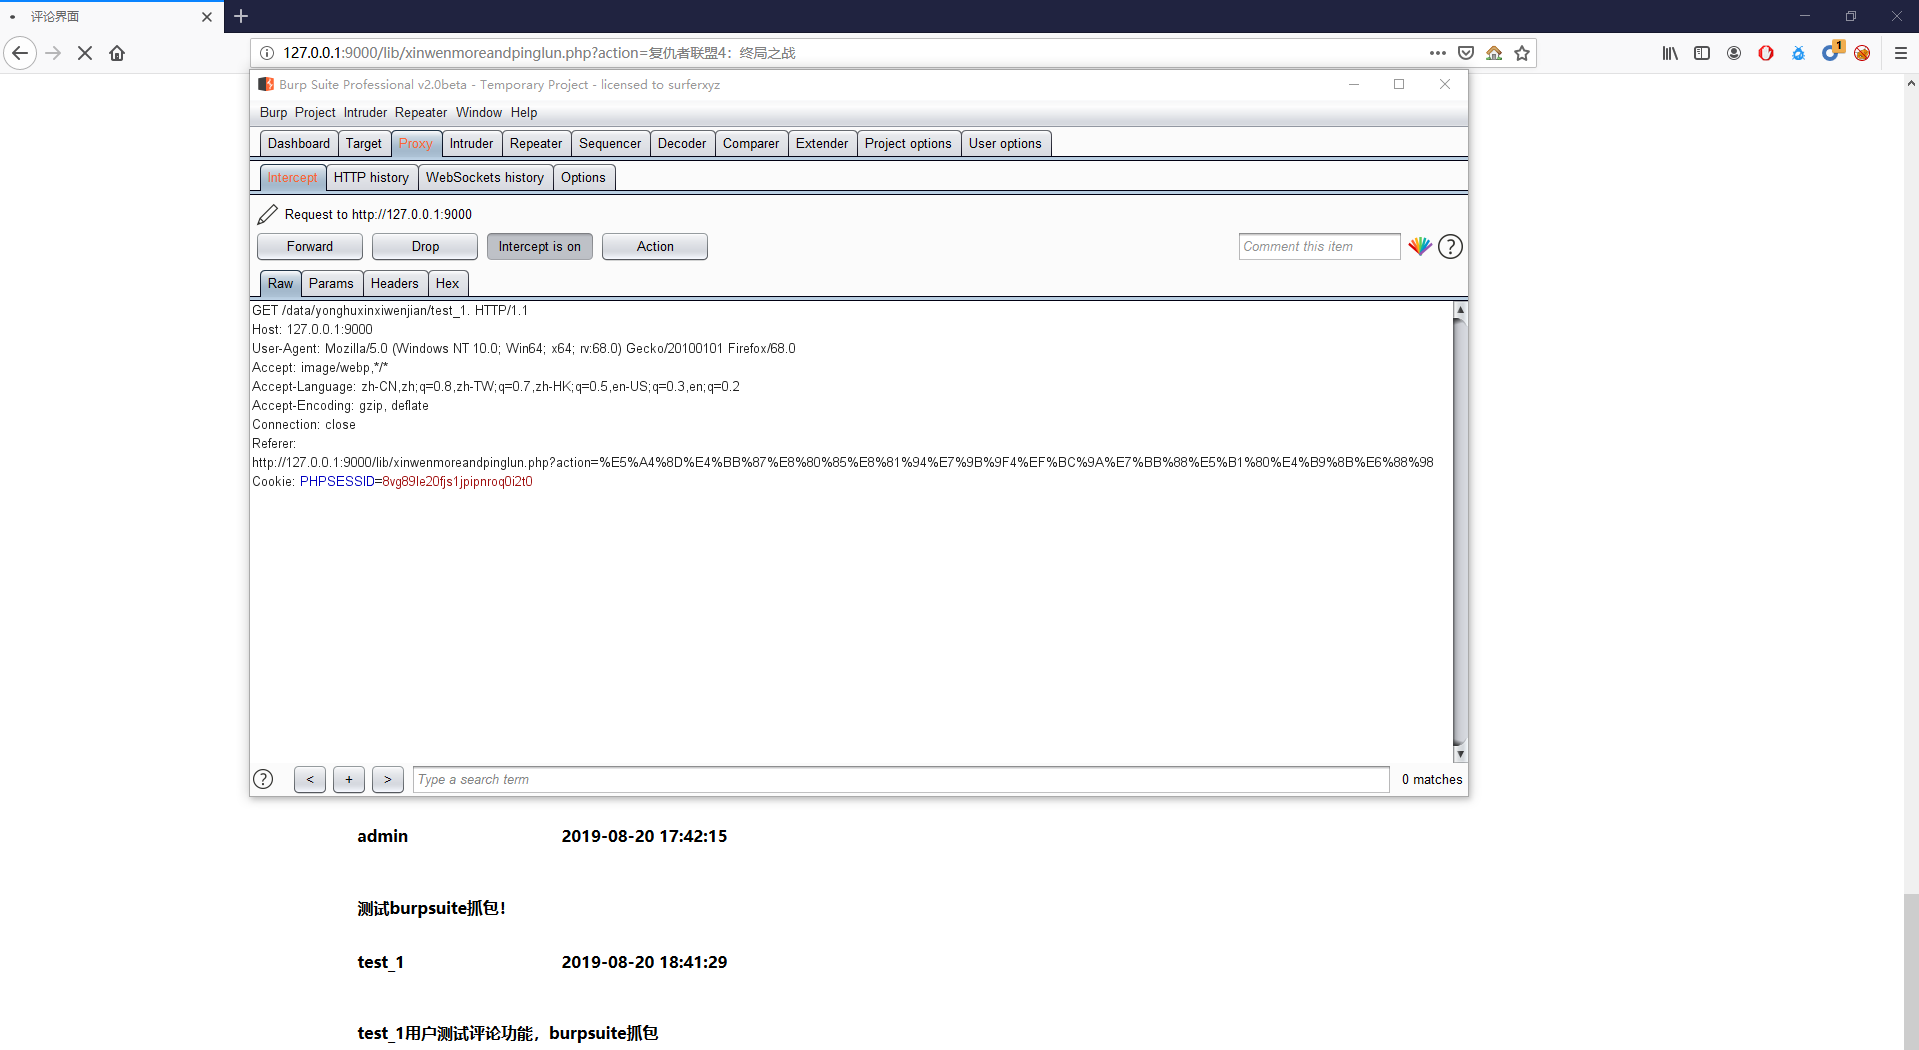 评论界面
127.0.0.1:9000/lib/xinwenmoreandpinglun.php?action=复仇者联盟4：终局之战
1
Burp Suite Professional v2.0beta - Temporary Project - licensed to surferxyz
Burp Project Intruder Repeater Window Help
Dashboard Target Proxy Intruder Repeater Sequencer Decoder Comparer Extender Project options User options
Intercept HTTP history WebSockets history Options
Request to http://127.0.0.1:9000
Forward Drop Intercept is on Action Comment this item ?
Raw Params Headers Hex
GET /data/yonghuxinxiwenjian/test_1. HTTP/1.1
Host: 127.0.0.1:9000
User-Agent: Mozilla/5.0 (Windows NT 10.0; Win64; x64; rv:68.0) Gecko/20100101 Firefox/68.0
Accept: image/webp,*/*
Accept-Language: zh-CN,zh;q=0.8,zh-TW;q=0.7,zh-HK;q=0.5,en-US;q=0.3,en;q=0.2
Accept-Encoding: gzip, deflate
Connection: close
Referer:
http://127.0.0.1:9000/lib/xinwenmoreandpinglun.php?action=%E5%A4%8D%E4%BB%87%E8%80%85%E8%81%94%E7%9B%9F4%EF%BC%9A%E7%BB%88%E5%B1%80%E4%B9%8B%E6%88%98
Cookie: PHPSESSID=8vg89le20fjs1jpipnroq0i2t0
? < + > Type a search term 0 matches
admin 2019-08-20 17:42:15
测试burpsuite抓包！
test_1 2019-08-20 18:41:29
test_1用户测试评论功能，burpsuite抓包